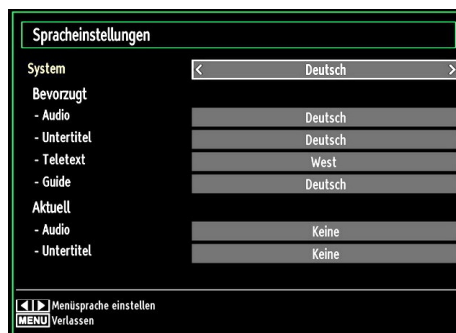 Spracheinstellungen
System < Deutsch >
Bevorzugt
- Audio Deutsch
- Untertitel Deutsch
- Teletext West
- Guide Deutsch
Aktuell
- Audio Keine
- Untertitel Keine
Menüsprache einstellen
MENU Verlassen